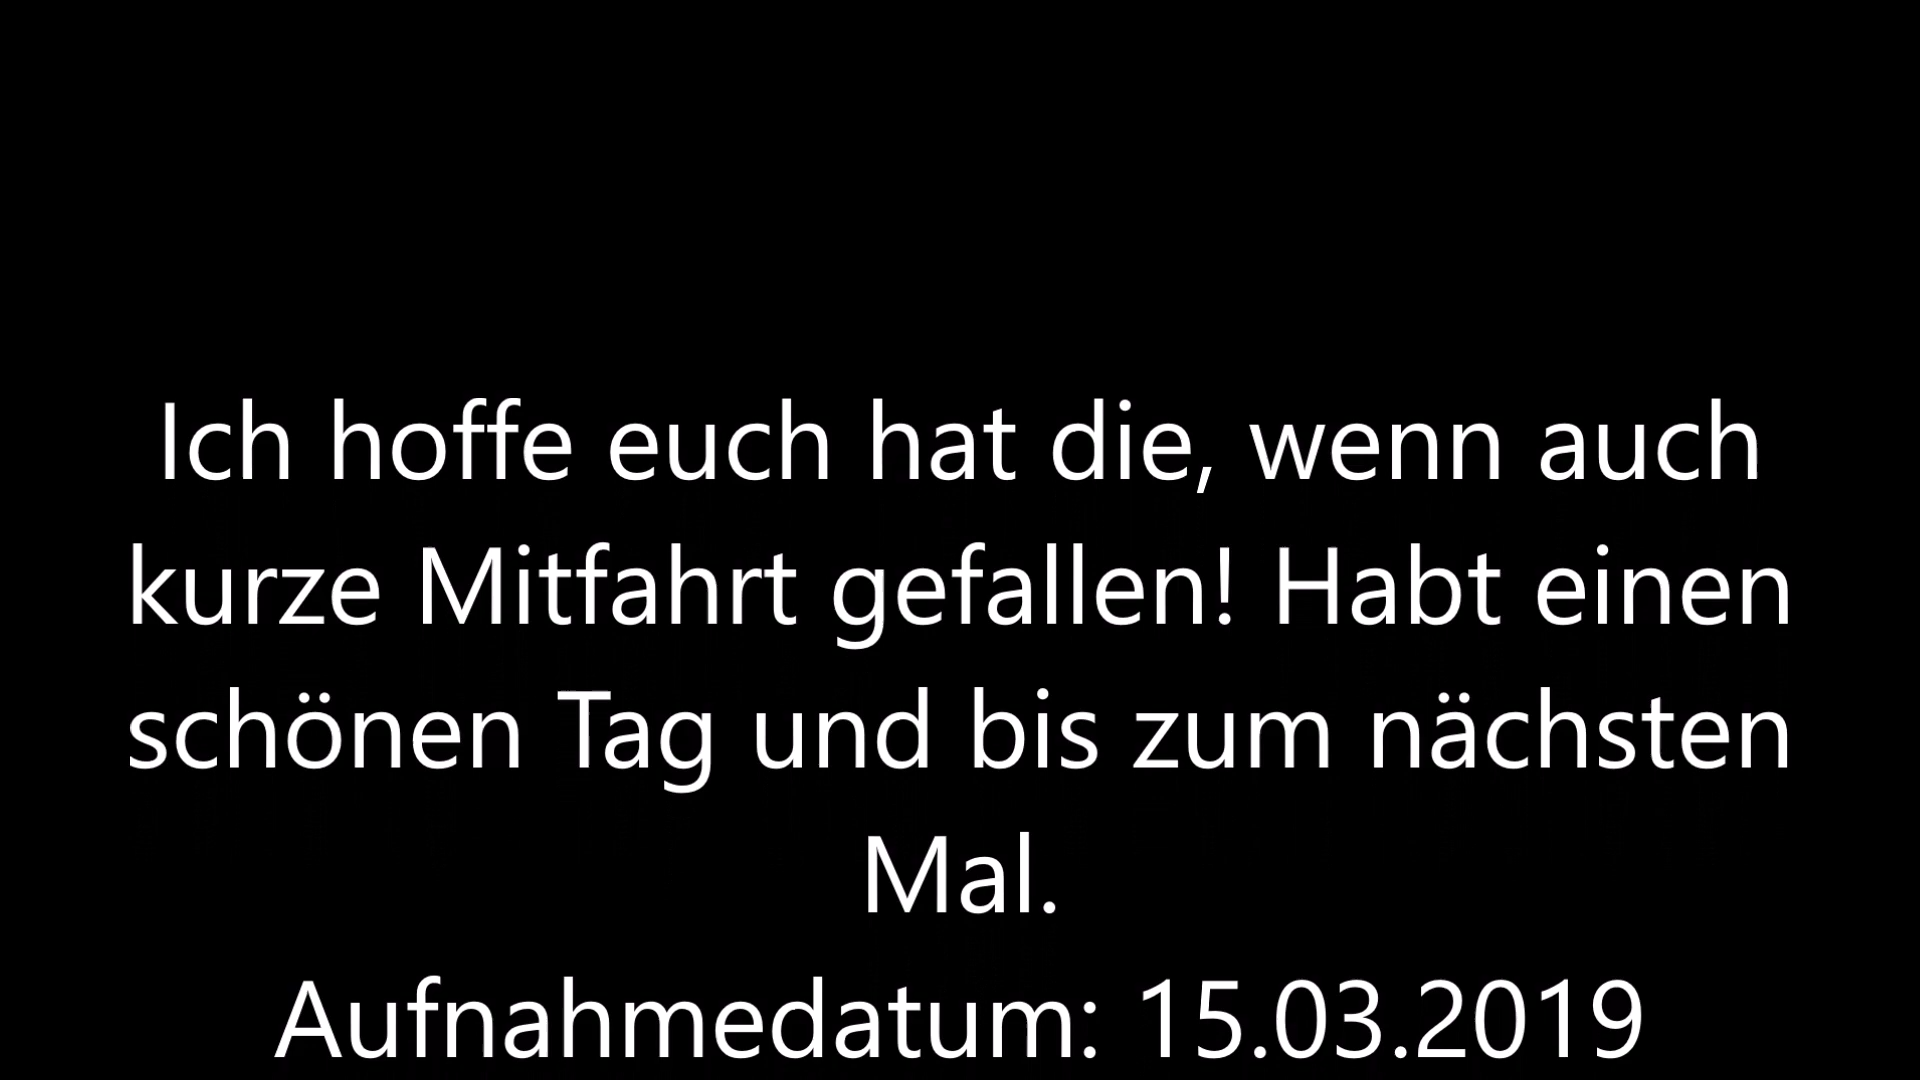 Ich hoffe euch hat die, wenn auch
kurze Mitfahrt gefallen! Habt einen
schönen Tag und bis zum nächsten
Mal.
Aufnahmedatum: 15.03.2019